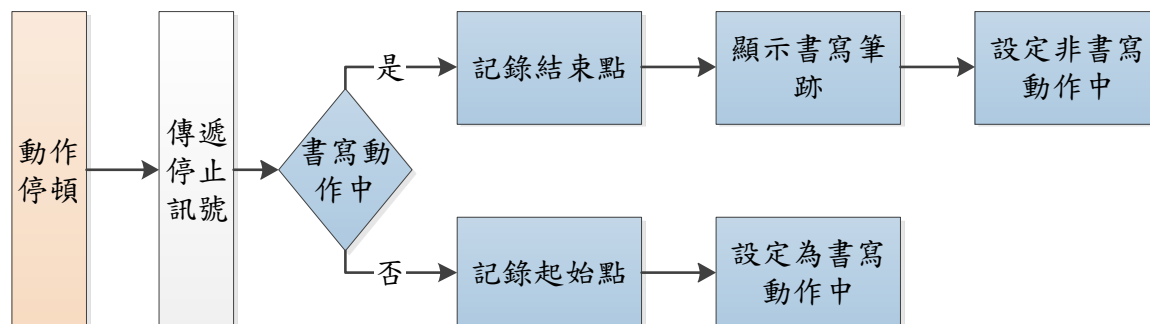 動作
停頓
傳遞
停止
訊號
書寫動
作中
是
記錄結束點
顯示書寫筆
跡
設定非書寫
動作中
否
記錄起始點
設定為書寫
動作中